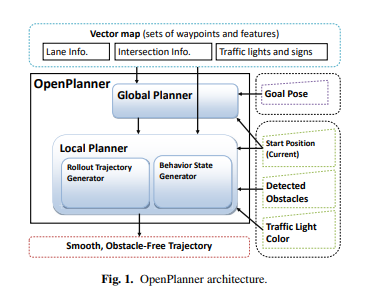 Vector map (sets of waypoints and features)
Lane Info.
Intersection Info.
Traffic lights and signs
OpenPlanner
Global Planner
Goal Pose
Local Planner
Rollout Trajectory
Generator
Behavior State
Generator
Start Position
(Current)
Detected
Obstacles
Traffic Light
Color
Smooth, Obstacle-Free Trajectory
Fig. 1. OpenPlanner architecture.